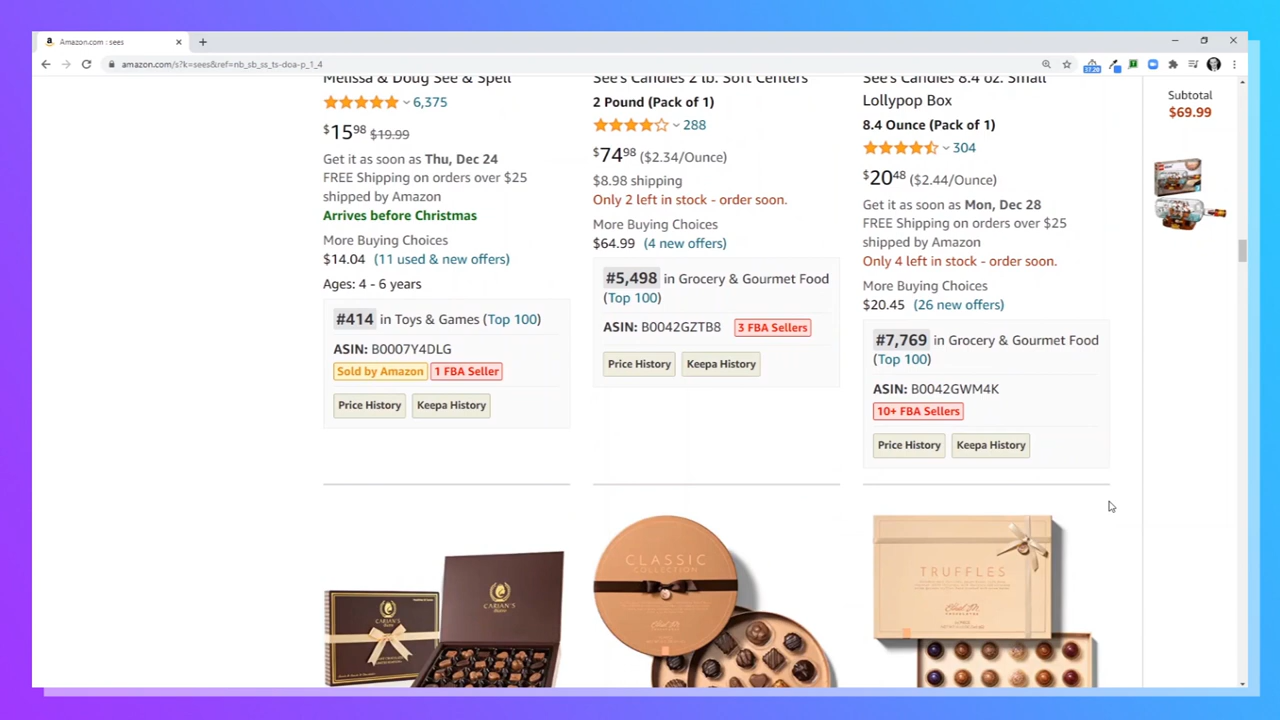 Amazon.com : sees
amazon.com/s?k=sees&ref=nb_sb_ss_ts-doa-p_1_4
37.20
Melissa & Doug See & Spell
6,375
$15.98 $19.99
Get it as soon as Thu, Dec 24
FREE Shipping on orders over $25
shipped by Amazon
Arrives before Christmas
More Buying Choices
$14.04 (11 used & new offers)
Ages: 4 - 6 years
#414 in Toys & Games (Top 100)
ASIN: B0007Y4DLG
Sold by Amazon 1 FBA Seller
Price History Keepa History
See's Candies 2 lb. Soft Centers
2 Pound (Pack of 1)
288
$74.98 ($2.34/Ounce)
$8.98 shipping
Only 2 left in stock - order soon.
More Buying Choices
$64.99 (4 new offers)
#5,498 in Grocery & Gourmet Food
(Top 100)
ASIN: B0042GZTB8 3 FBA Sellers
Price History Keepa History
See's Candies 8.4 oz. Small
Lollypop Box
8.4 Ounce (Pack of 1)
304
$20.48 ($2.44/Ounce)
Get it as soon as Mon, Dec 28
FREE Shipping on orders over $25
shipped by Amazon
Only 4 left in stock - order soon.
More Buying Choices
$20.45 (26 new offers)
#7,769 in Grocery & Gourmet Food
(Top 100)
ASIN: B0042GWM4K
10+ FBA Sellers
Price History Keepa History
Subtotal
$69.99
CARIAN'S
CARIAN'S
CLASSIC
COLLECTION
TRUFFLES